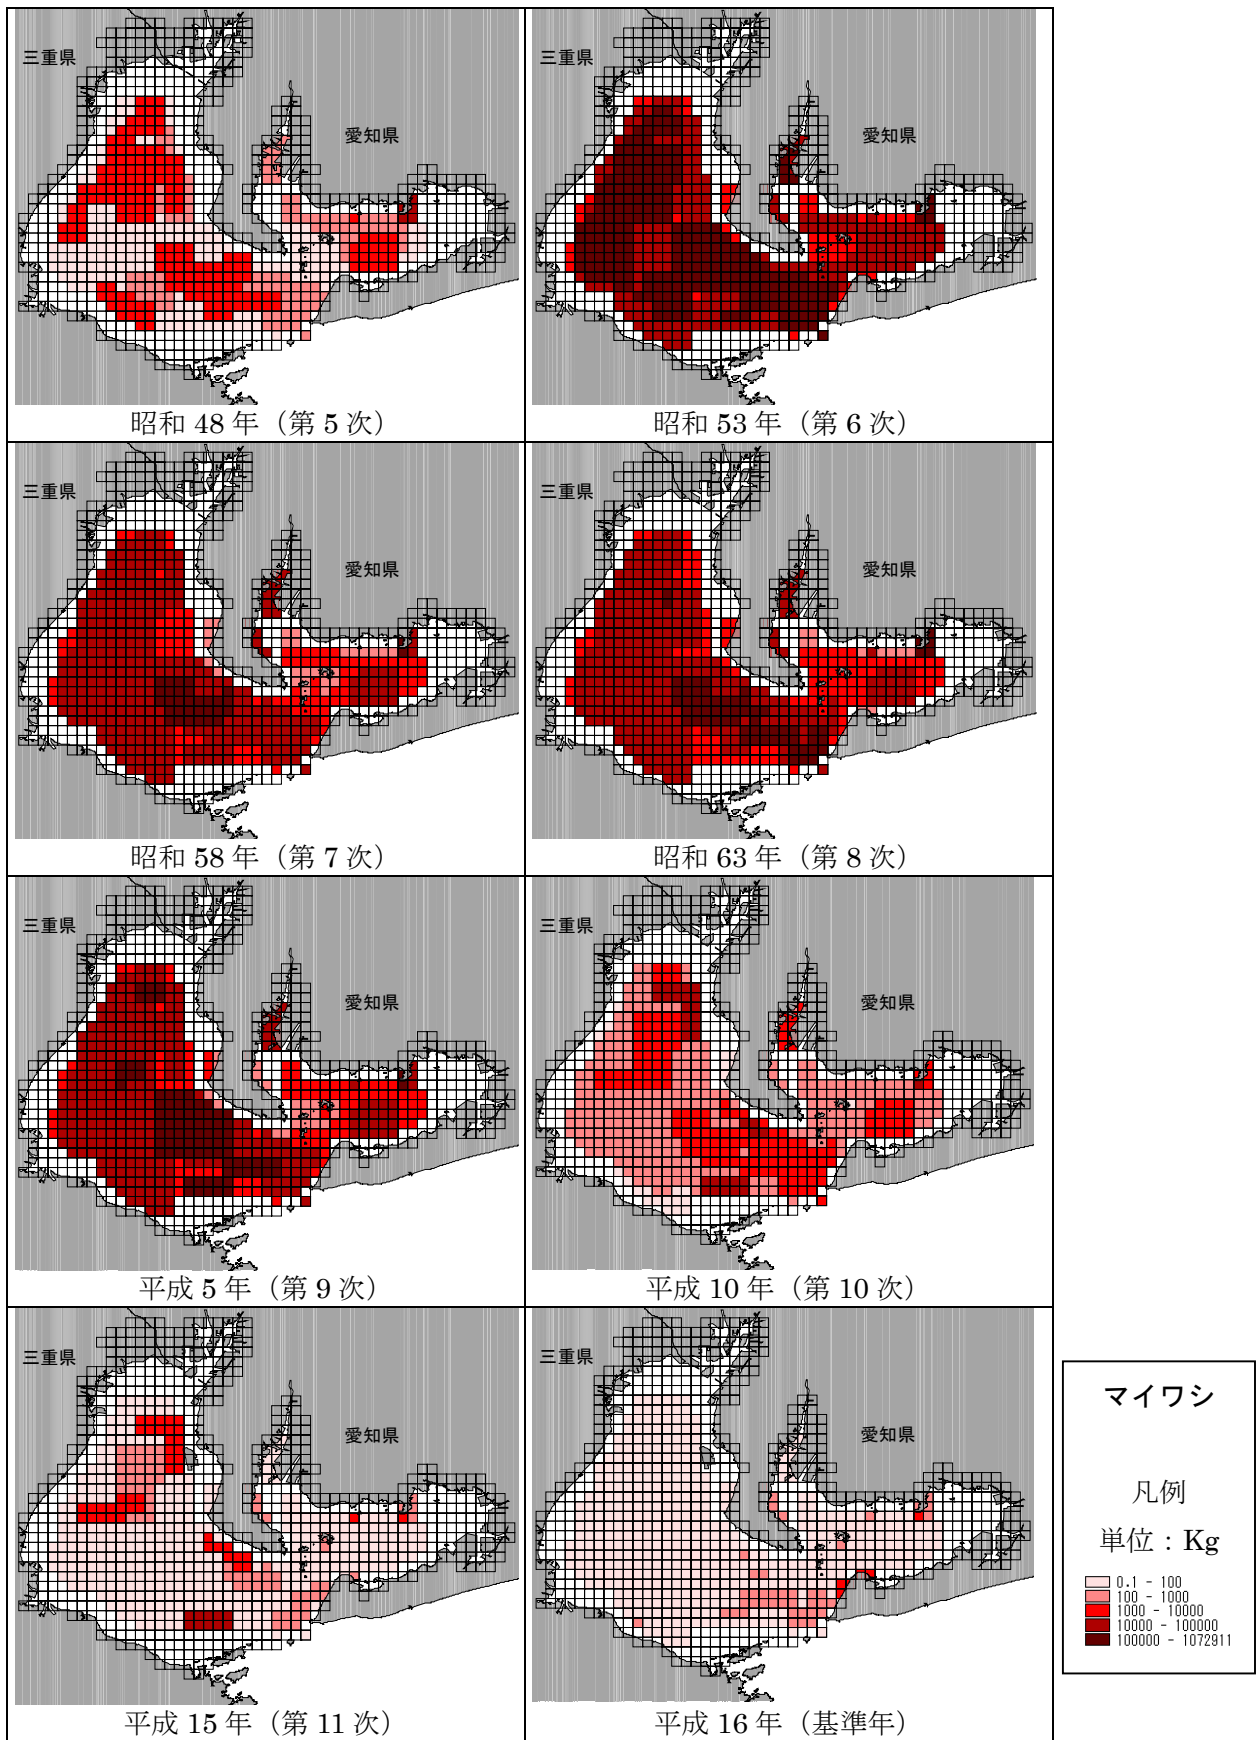 三重県
愛知県
昭和 48 年（第 5 次）
三重県
愛知県
昭和 53 年（第 6 次）
三重県
愛知県
昭和 58 年（第 7 次）
三重県
愛知県
昭和 63 年（第 8 次）
三重県
愛知県
平成 5 年（第 9 次）
三重県
愛知県
平成 10 年（第 10 次）
三重県
愛知県
平成 15 年（第 11 次）
三重県
愛知県
平成 16 年（基準年）
マイワシ
凡例
単位：Kg
0.1 - 100
100 - 1000
1000 - 10000
10000 - 100000
100000 - 1072911